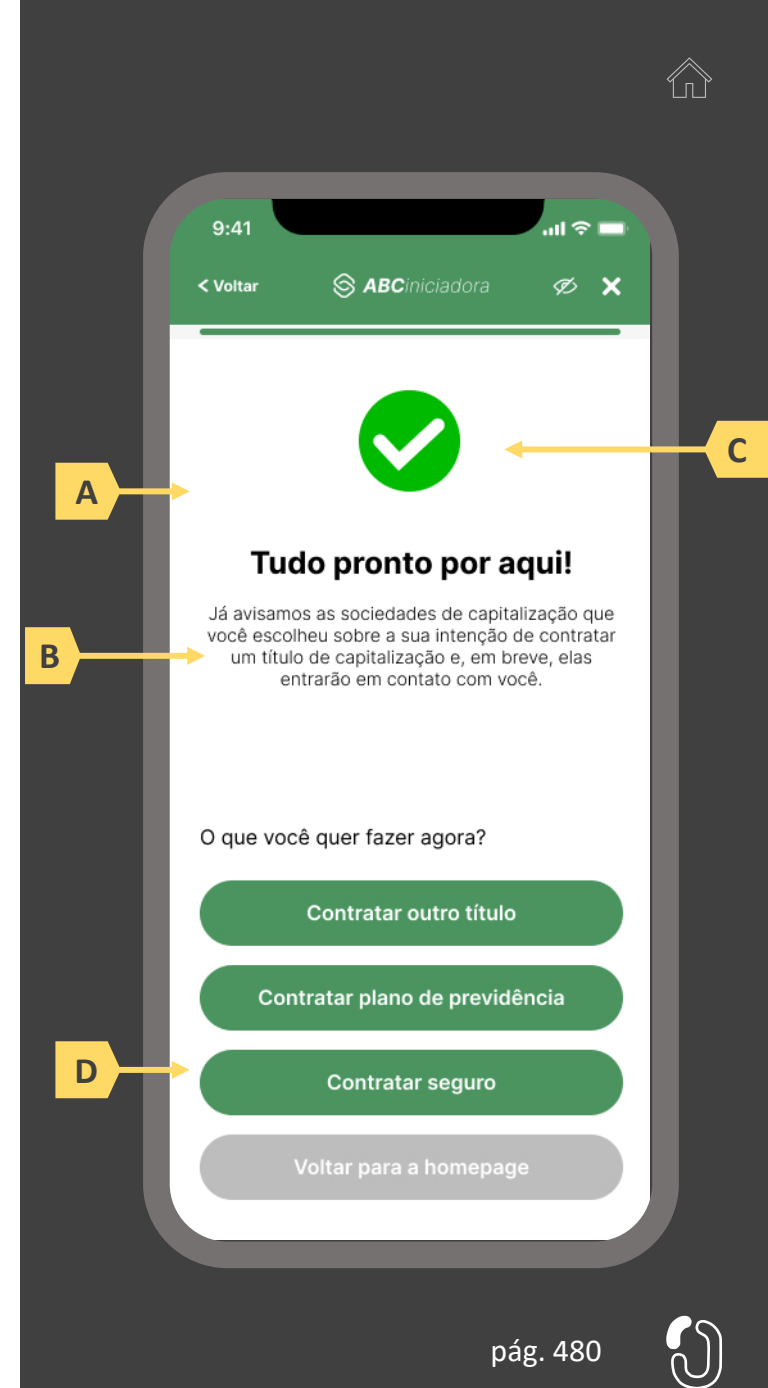 9:41
< Voltar
ABCiniciadora
C
A
Tudo pronto por aqui!
Já avisamos as sociedades de capitalização que
você escolheu sobre a sua intenção de contratar
um título de capitalização e, em breve, elas
entrarão em contato com você.
B
O que você quer fazer agora?
Contratar outro título
Contratar plano de previdência
D
Contratar seguro
Voltar para a homepage
pág. 480